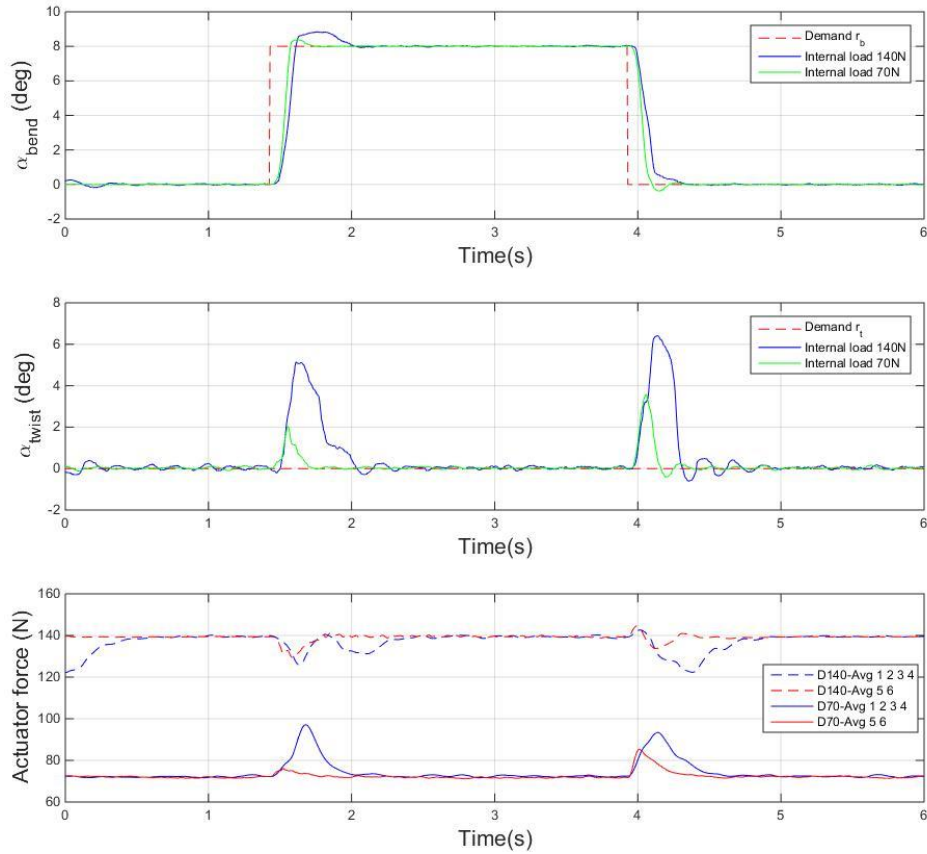 10
8
6
4
2
0
-2
α_bend (deg)
Demand r_b
Internal load 140N
Internal load 70N
0 1 2 3 4 5 6
Time(s)
8
6
4
2
0
-2
α_twist (deg)
Demand r_t
Internal load 140N
Internal load 70N
0 1 2 3 4 5 6
Time(s)
160
140
120
100
80
60
Actuator force (N)
D140-Avg 1 2 3 4
D140-Avg 5 6
D70-Avg 1 2 3 4
D70-Avg 5 6
0 1 2 3 4 5 6
Time(s)